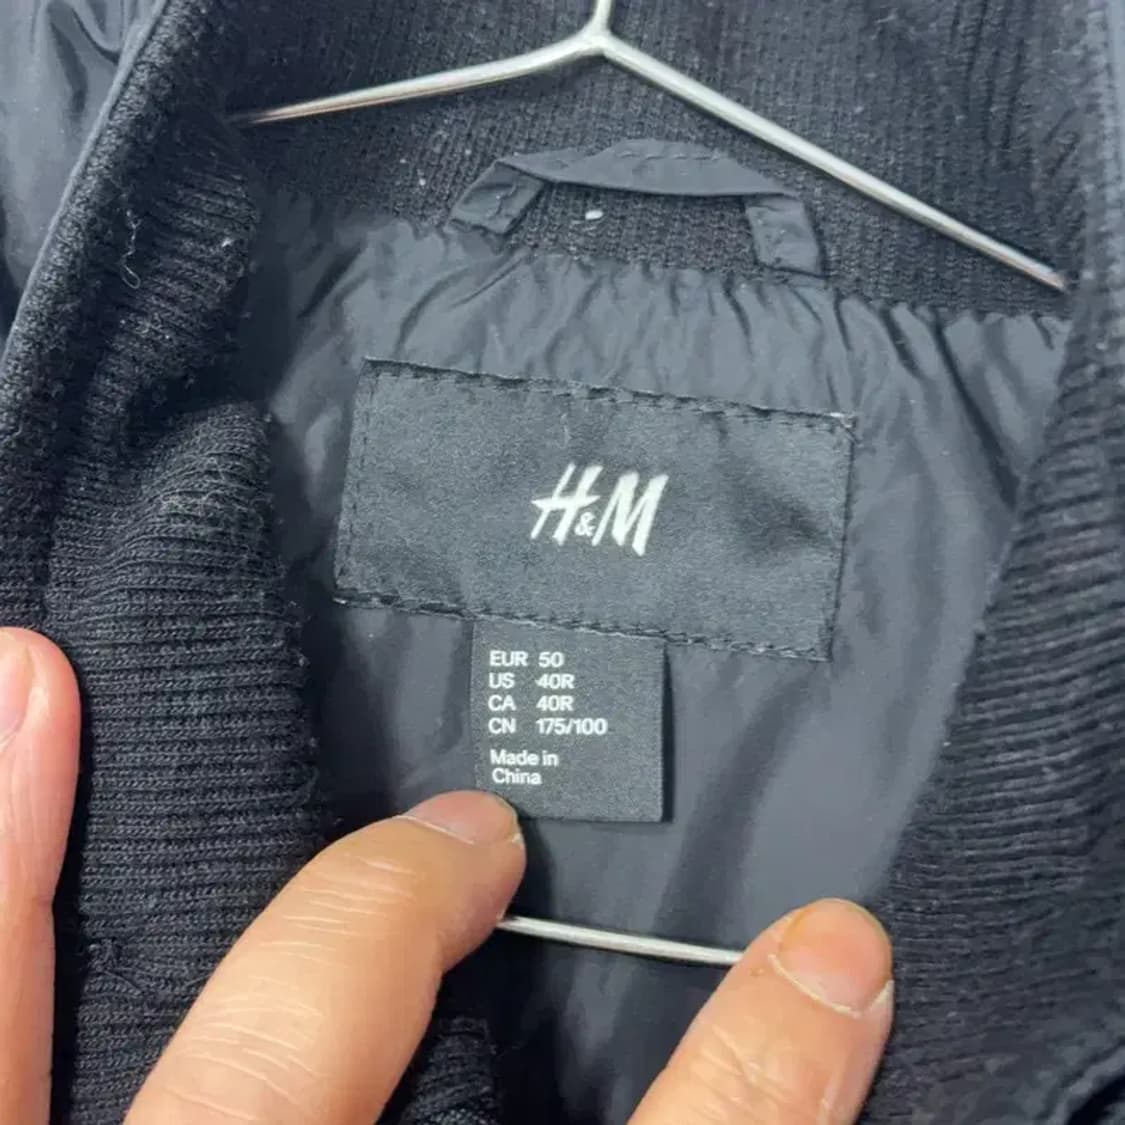 H&M
EUR 50
US 40R
CA 40R
CN 175/100
Made in
China